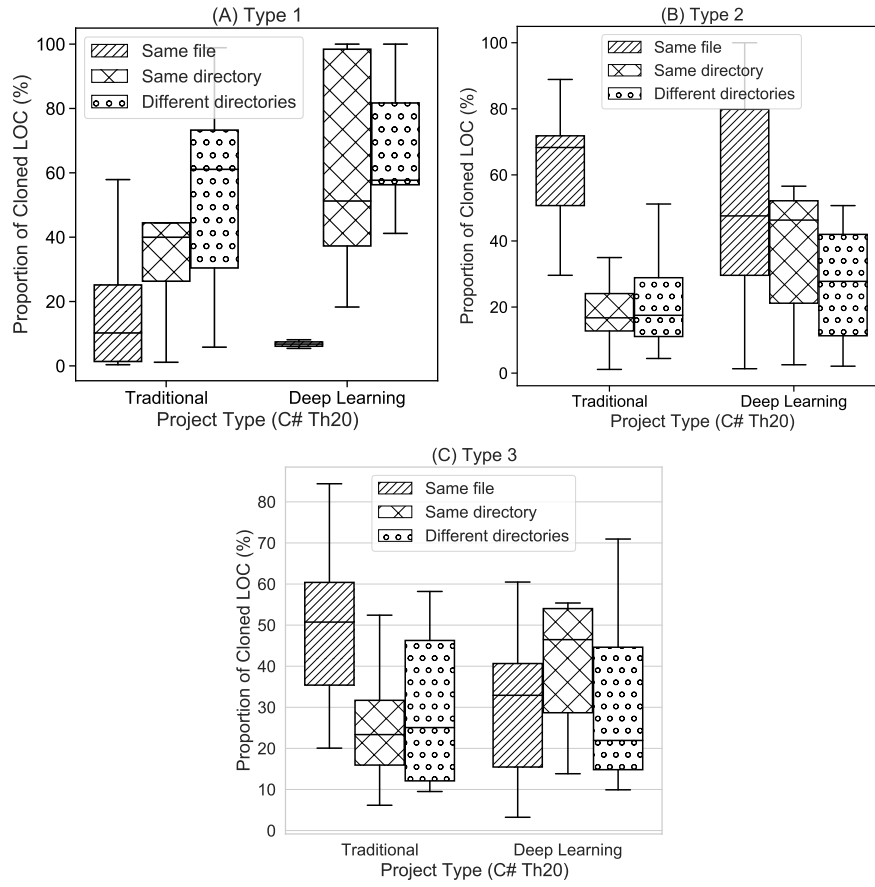 (A) Type 1
Proportion of Cloned LOC (%)
100
80
60
40
20
0
Same file
Same directory
Different directories
Traditional
Deep Learning
Project Type (C# Th20)
(B) Type 2
Proportion of Cloned LOC (%)
100
80
60
40
20
0
Same file
Same directory
Different directories
Traditional
Deep Learning
Project Type (C# Th20)
(C) Type 3
Proportion of Cloned LOC (%)
80
70
60
50
40
30
20
10
0
Same file
Same directory
Different directories
Traditional
Deep Learning
Project Type (C# Th20)